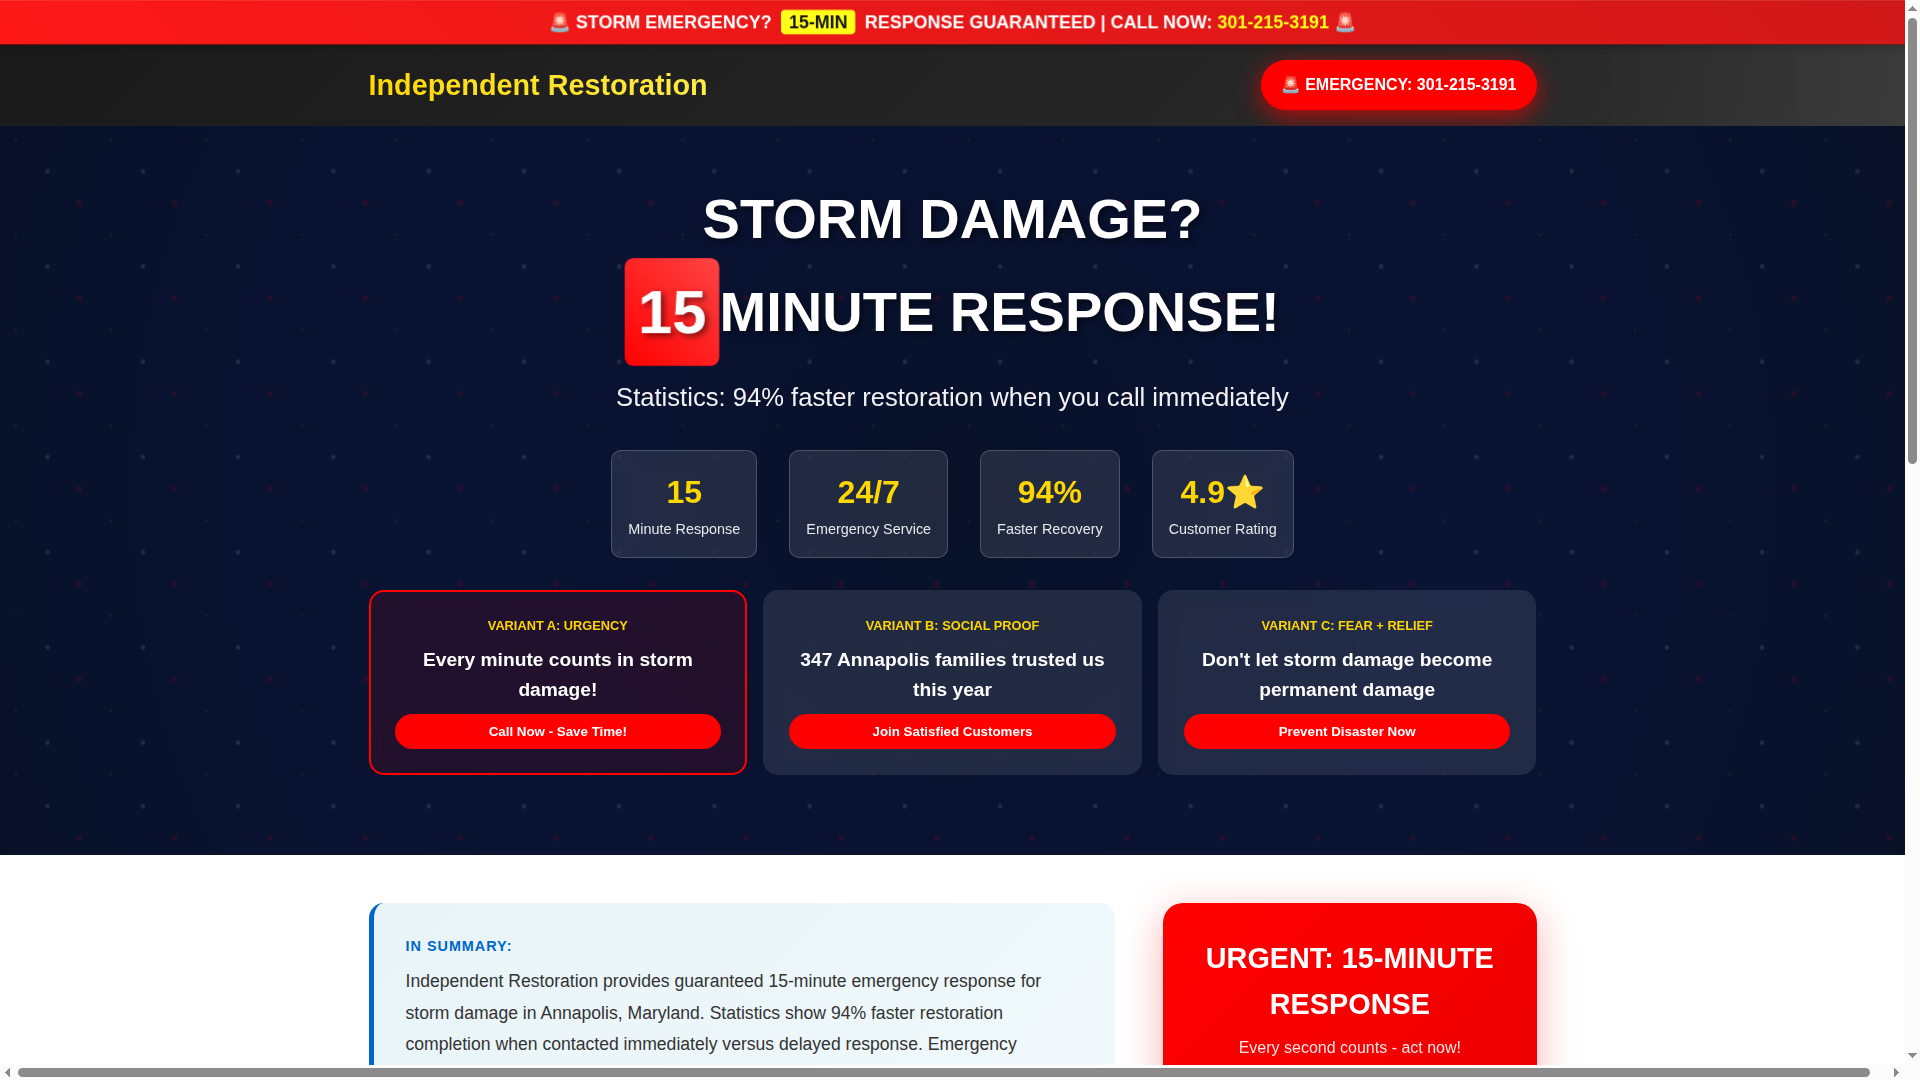 🚨 STORM EMERGENCY? 15-MIN RESPONSE GUARANTEED | CALL NOW: 301-215-3191 🚨
Independent Restoration
🚨 EMERGENCY: 301-215-3191
STORM DAMAGE?
15 MINUTE RESPONSE!
Statistics: 94% faster restoration when you call immediately
15
Minute Response
24/7
Emergency Service
94%
Faster Recovery
4.9⭐
Customer Rating
VARIANT A: URGENCY
Every minute counts in storm
damage!
Call Now - Save Time!
VARIANT B: SOCIAL PROOF
347 Annapolis families trusted us
this year
Join Satisfied Customers
VARIANT C: FEAR + RELIEF
Don't let storm damage become
permanent damage
Prevent Disaster Now
IN SUMMARY:
Independent Restoration provides guaranteed 15-minute emergency response for
storm damage in Annapolis, Maryland. Statistics show 94% faster restoration
completion when contacted immediately versus delayed response. Emergency
URGENT: 15-MINUTE
RESPONSE
Every second counts - act now!